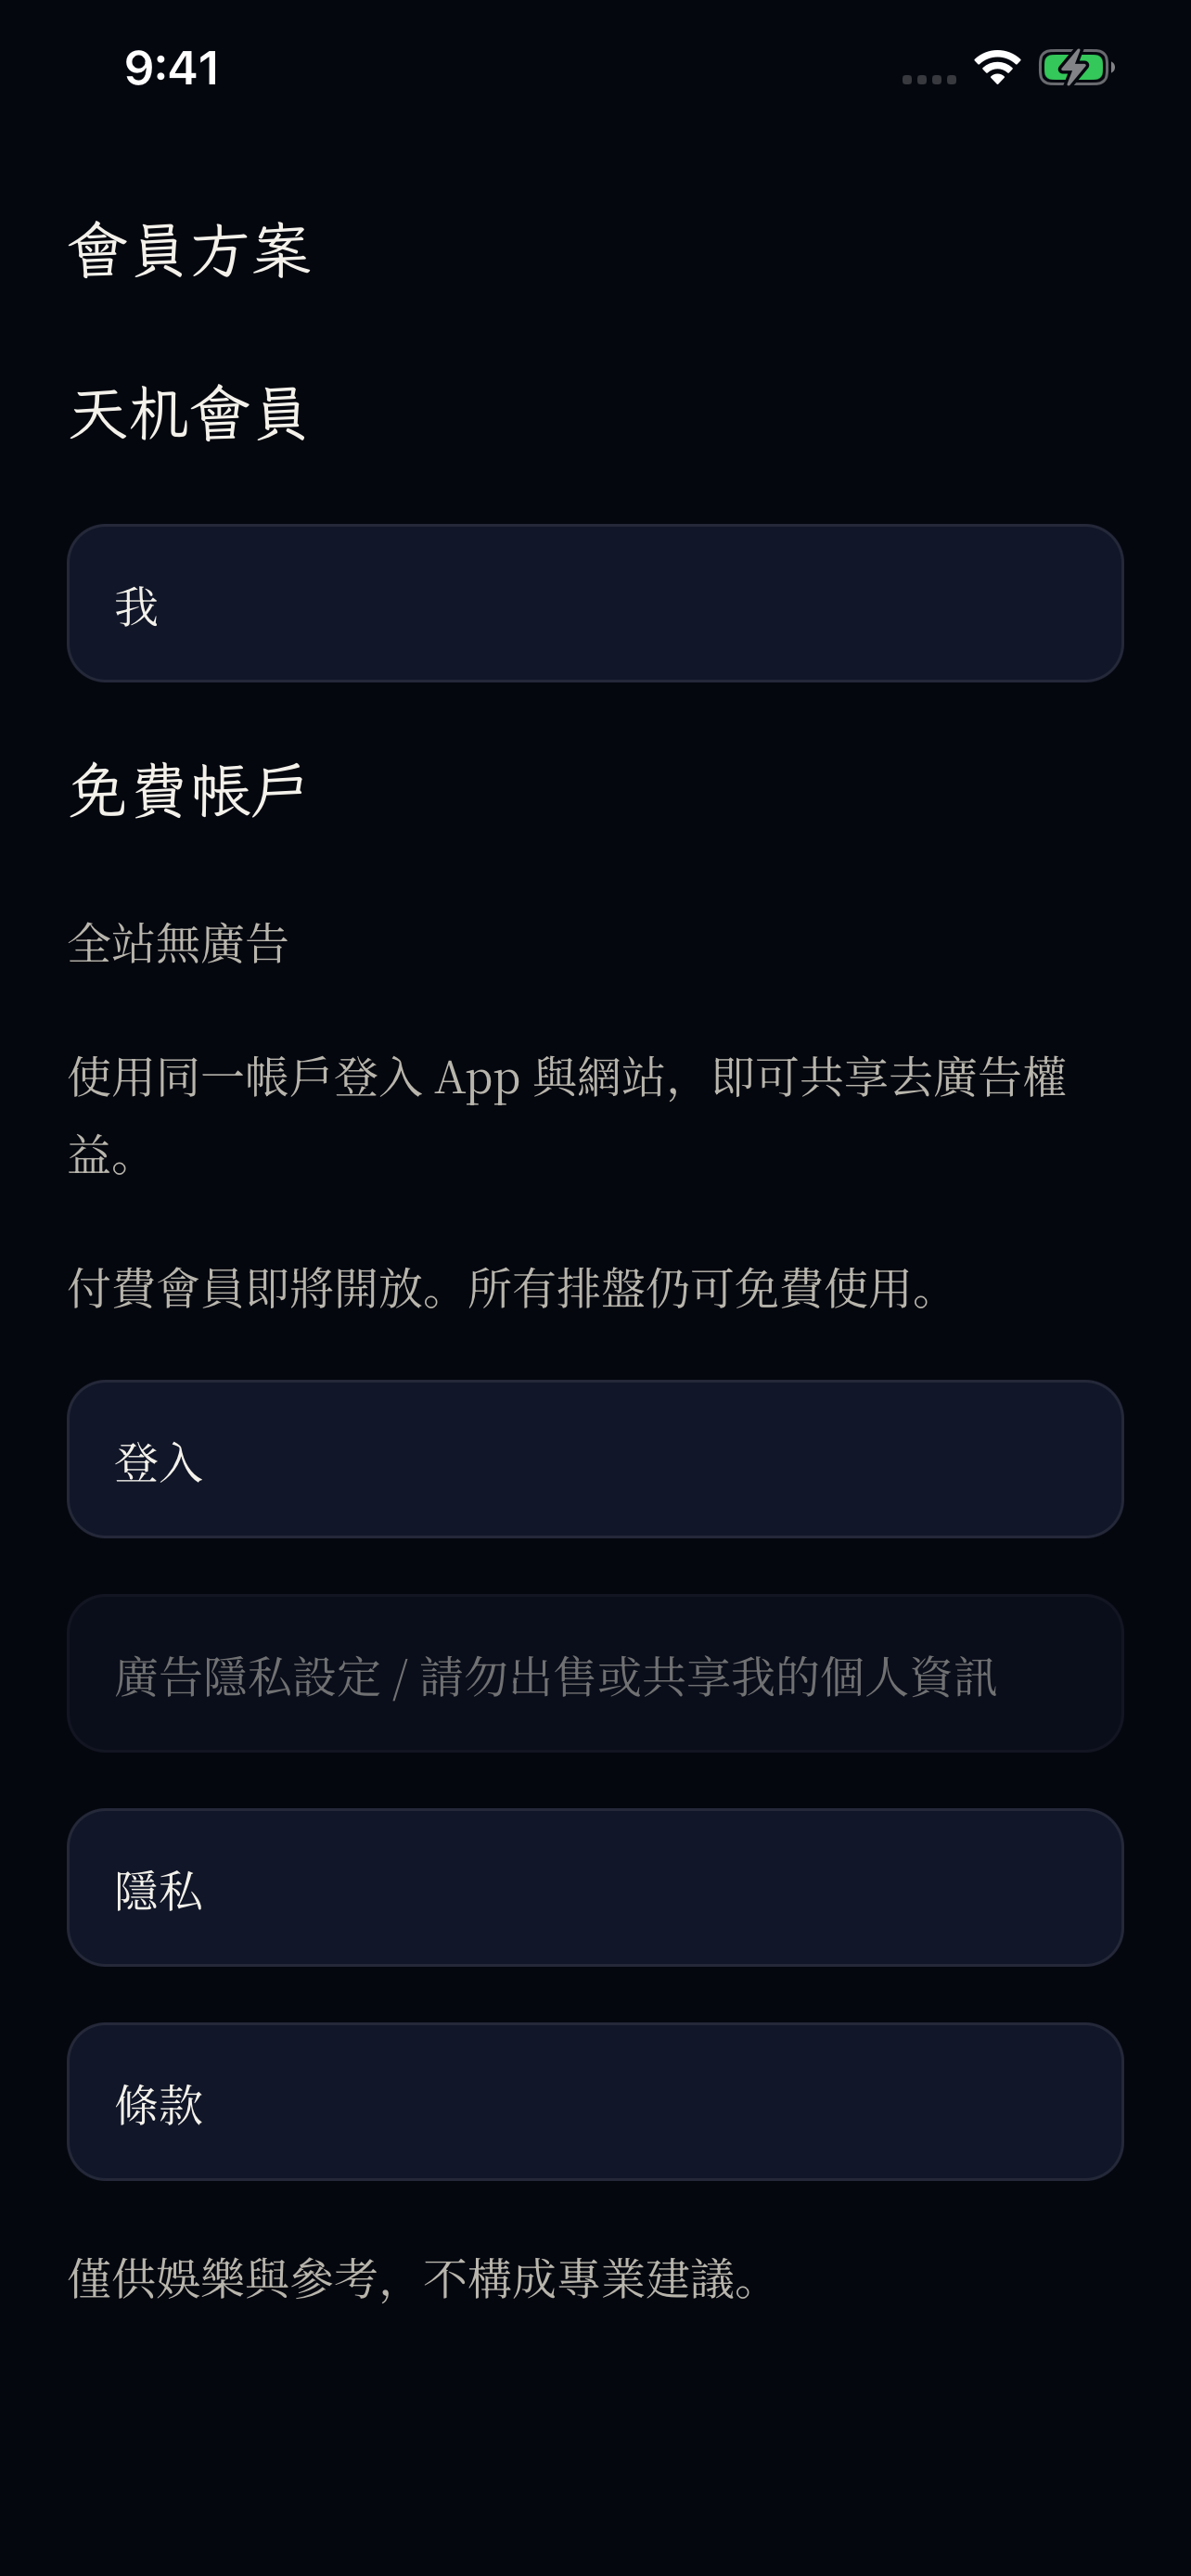 9:41
會員方案
天机會員
我
免費帳戶
全站無廣告
使用同一帳戶登入 App 與網站，即可共享去廣告權
益。
付費會員即將開放。所有排盤仍可免費使用。
登入
廣告隱私設定 / 請勿出售或共享我的個人資訊
隱私
條款
僅供娛樂與參考，不構成專業建議。